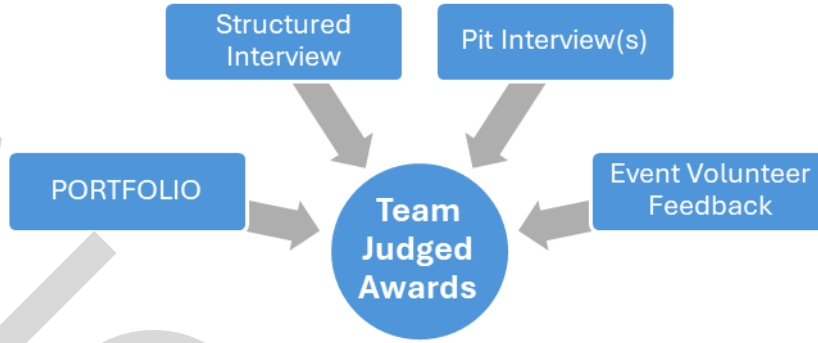 Structured
Interview
Pit Interview(s)
PORTFOLIO
Event Volunteer
Feedback
Team
Judged
Awards